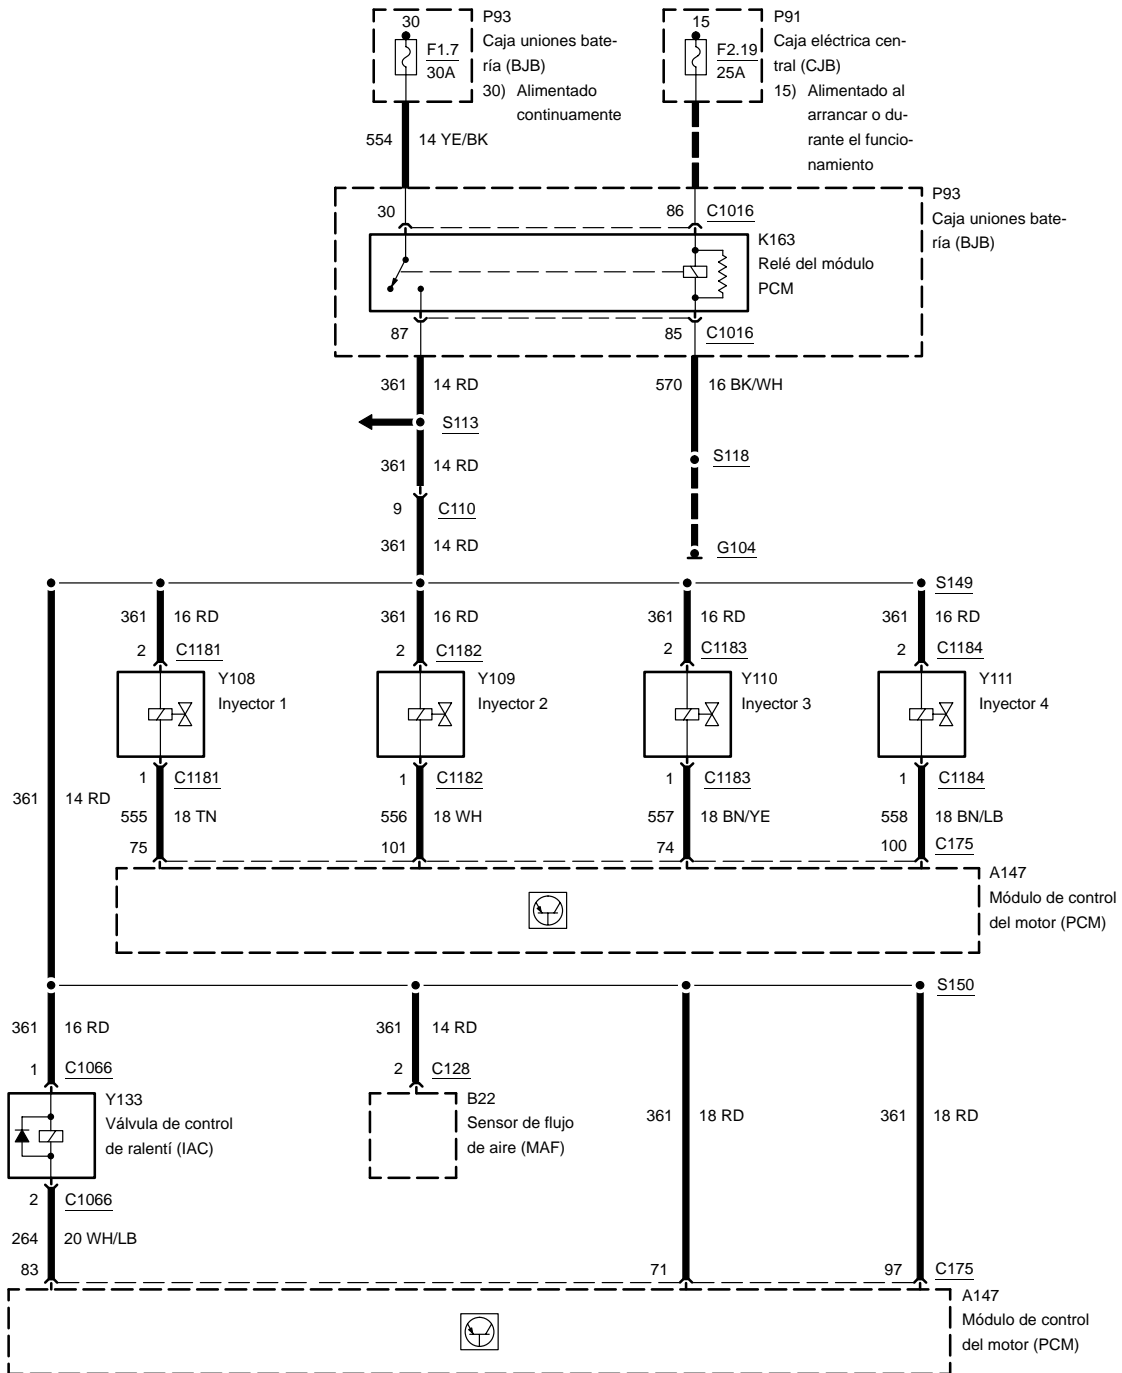 30
F1.7
30A
P93
Caja uniones bate-
ría (BJB)
30) Alimentado
continuamente
15
F2.19
25A
P91
Caja eléctrica cen-
tral (CJB)
15) Alimentado al
arrancar o du-
rante el funcio-
namiento
554 14 YE/BK
P93
Caja uniones bate-
ría (BJB)
30
86 C1016
K163
Relé del módulo
PCM
87
85 C1016
361 14 RD
570 16 BK/WH
S113
S118
361 14 RD
9 C110
361 14 RD
G104
S149
361 16 RD
361 16 RD
361 16 RD
361 16 RD
2 C1181
2 C1182
2 C1183
2 C1184
Y108
Inyector 1
Y109
Inyector 2
Y110
Inyector 3
Y111
Inyector 4
1 C1181
1 C1182
1 C1183
1 C1184
361 14 RD
555 18 TN
556 18 WH
557 18 BN/YE
558 18 BN/LB
75
101
74
100 C175
A147
Módulo de control
del motor (PCM)
S150
361 16 RD
361 14 RD
1 C1066
2 C128
Y133
Válvula de control
de ralentí (IAC)
B22
Sensor de flujo
de aire (MAF)
361 18 RD
361 18 RD
2 C1066
264 20 WH/LB
83
71
97 C175
A147
Módulo de control
del motor (PCM)